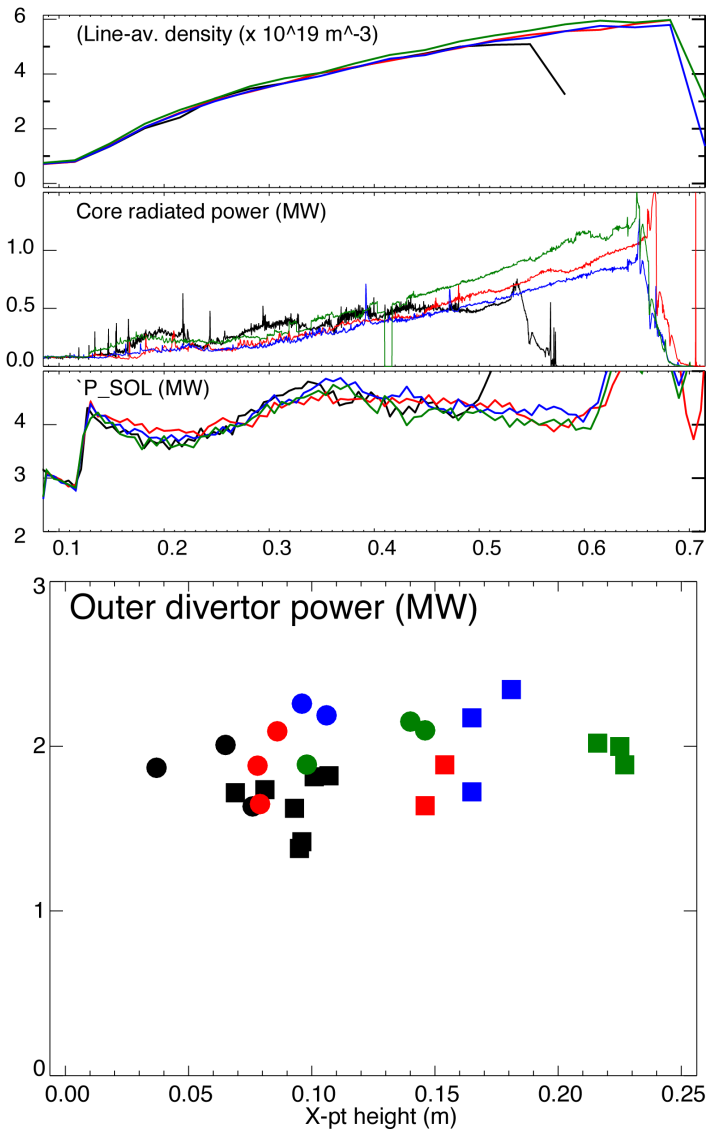 (Line-av. density (x 10^19 m^-3)
6
4
2
0
Core radiated power (MW)
1.0
0.5
0.0
`P_SOL (MW)
4
3
2
0.1 0.2 0.3 0.4 0.5 0.6 0.7
3
Outer divertor power (MW)
2
1
0
0.00 0.05 0.10 0.15 0.20 0.25
X-pt height (m)